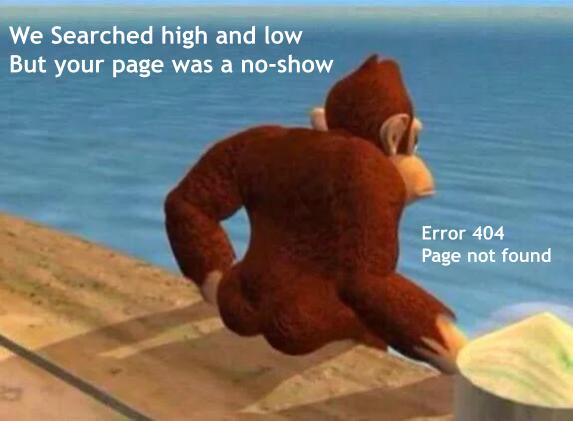 We Searched high and low
But your page was a no-show
Error 404
Page not found